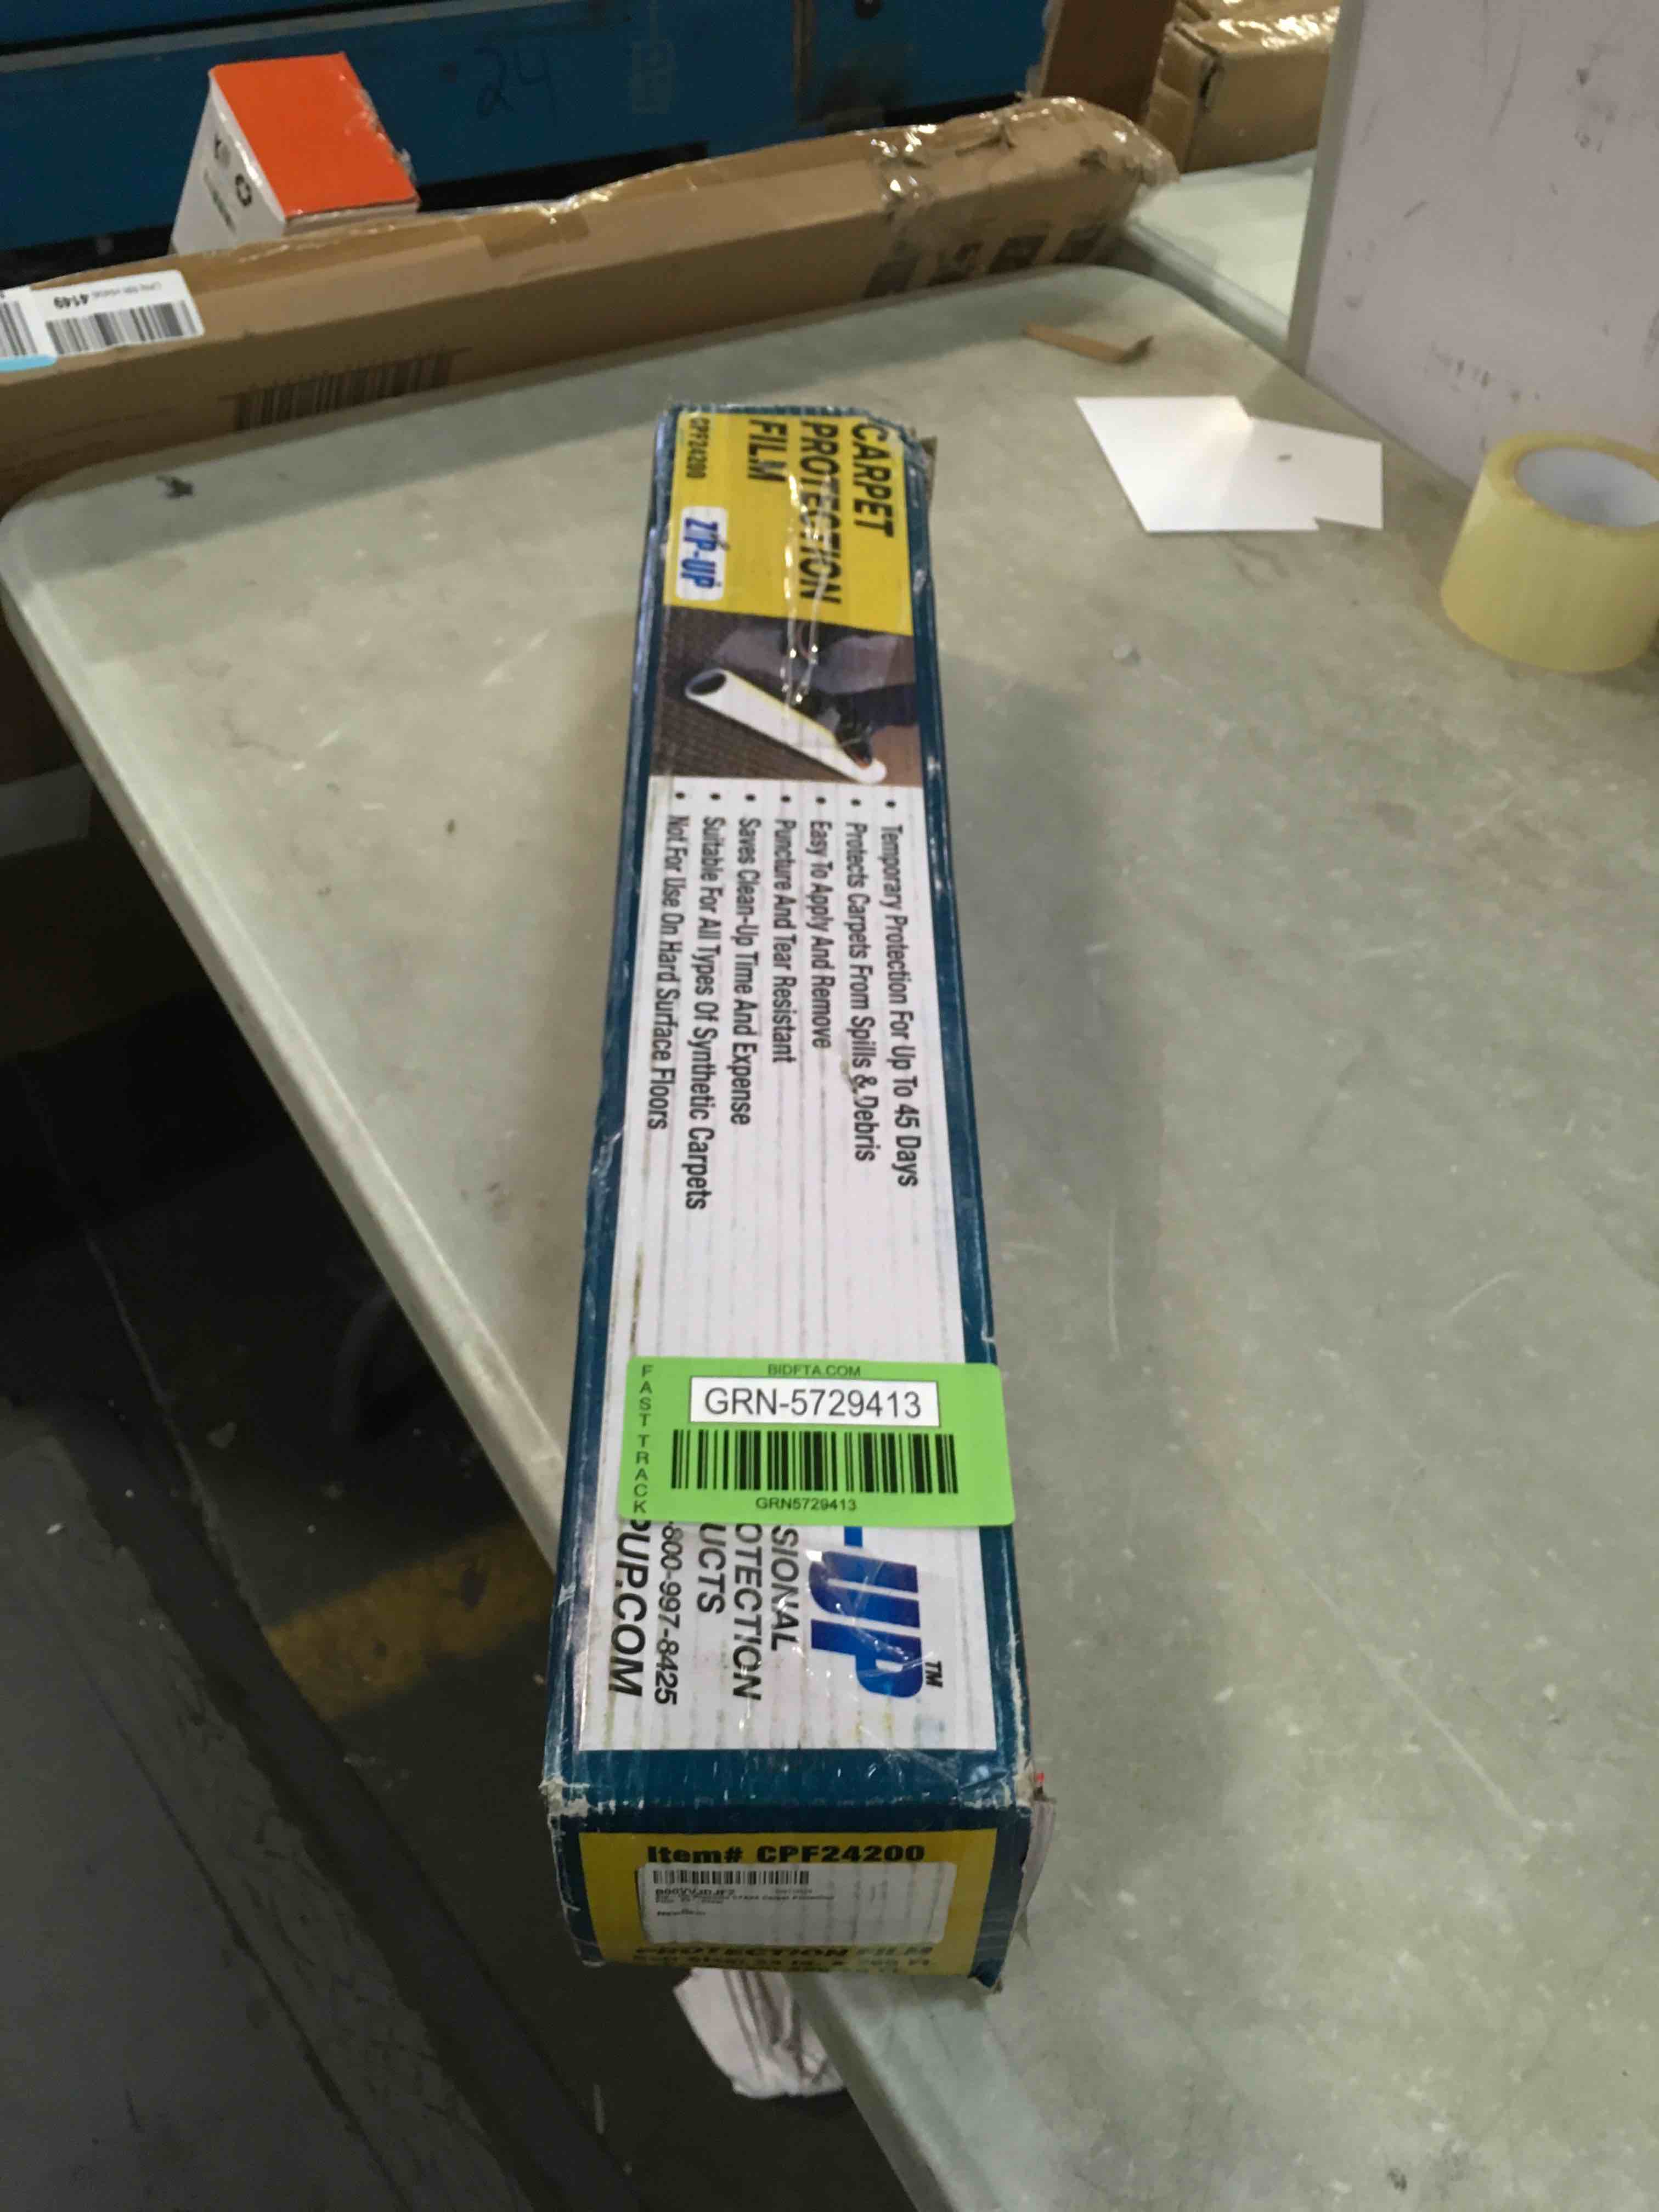 24
4149
CARPET
PROTECTION
FILM
CPF24200
ZIP-UP
• Temporary Protection For Up To 45 Days
• Protects Carpets From Spills & Debris
• Easy To Apply And Remove
• Puncture And Tear Resistant
• Saves Clean-Up Time And Expense
• Suitable For All Types Of Synthetic Carpets
• Not For Use On Hard Surface Floors
BIDFTA.COM
FAST TRACK
GRN-5729413
GRN5729413
-UP™
SIONAL
OTECTION
UCTS
-800-997-8425
PUP.COM
Item# CPF24200
PROTECTION FILM